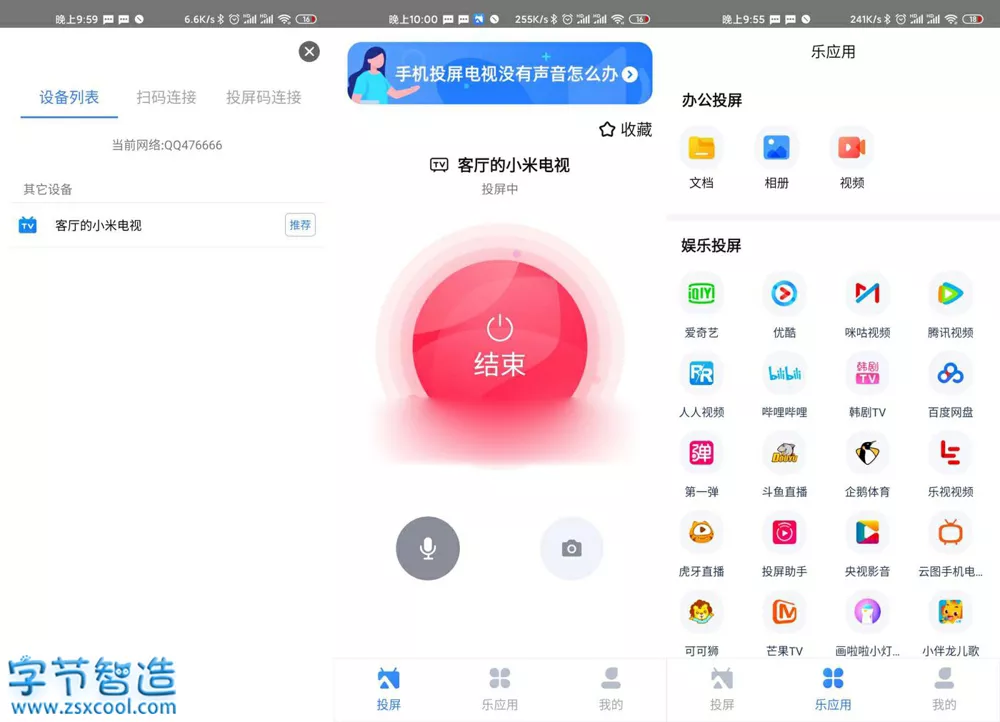 晚上9:59
6.6K/s
16
设备列表
扫码连接
投屏码连接
当前网络:QQ476666
其它设备
TV
客厅的小米电视
推荐
字节智造
www.zsxcool.com
晚上10:00
255K/s
16
手机投屏电视没有声音怎么办
收藏
TV
客厅的小米电视
投屏中
结束
投屏
乐应用
我的
晚上9:55
241K/s
18
乐应用
办公投屏
文档
相册
视频
娱乐投屏
iQIY
爱奇艺
优酷
咪咕视频
腾讯视频
RR
人人视频
bilibili
哔哩哔哩
韩剧
TV
韩剧TV
百度网盘
弹
第一弹
DOUYU
斗鱼直播
企鹅体育
乐视视频
虎牙直播
投屏助手
央视影音
云图手机电...
可可狮
芒果TV
画啦啦小灯...
小伴龙儿歌
投屏
乐应用
我的